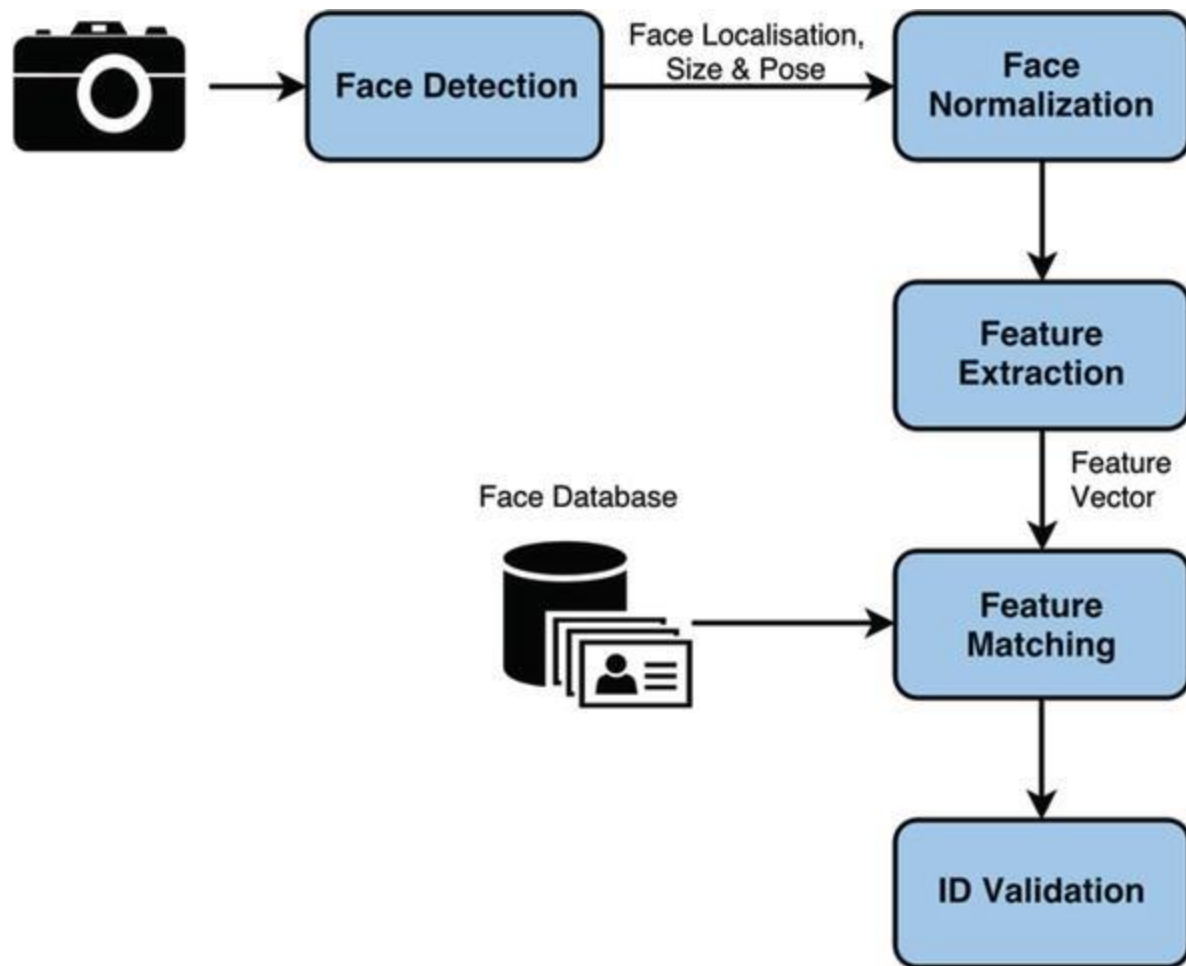 Face Detection
Face Localisation,
Size & Pose
Face
Normalization
Feature
Extraction
Feature
Vector
Face Database
Feature
Matching
ID Validation